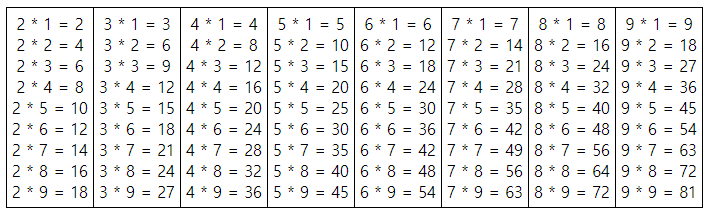 2 * 1 = 2 3 * 1 = 3 4 * 1 = 4 5 * 1 = 5 6 * 1 = 6 7 * 1 = 7 8 * 1 = 8 9 * 1 = 9
2 * 2 = 4 3 * 2 = 6 4 * 2 = 8 5 * 2 = 10 6 * 2 = 12 7 * 2 = 14 8 * 2 = 16 9 * 2 = 18
2 * 3 = 6 3 * 3 = 9 4 * 3 = 12 5 * 3 = 15 6 * 3 = 18 7 * 3 = 21 8 * 3 = 24 9 * 3 = 27
2 * 4 = 8 3 * 4 = 12 4 * 4 = 16 5 * 4 = 20 6 * 4 = 24 7 * 4 = 28 8 * 4 = 32 9 * 4 = 36
2 * 5 = 10 3 * 5 = 15 4 * 5 = 20 5 * 5 = 25 6 * 5 = 30 7 * 5 = 35 8 * 5 = 40 9 * 5 = 45
2 * 6 = 12 3 * 6 = 18 4 * 6 = 24 5 * 6 = 30 6 * 6 = 36 7 * 6 = 42 8 * 6 = 48 9 * 6 = 54
2 * 7 = 14 3 * 7 = 21 4 * 7 = 28 5 * 7 = 35 6 * 7 = 42 7 * 7 = 49 8 * 7 = 56 9 * 7 = 63
2 * 8 = 16 3 * 8 = 24 4 * 8 = 32 5 * 8 = 40 6 * 8 = 48 7 * 8 = 56 8 * 8 = 64 9 * 8 = 72
2 * 9 = 18 3 * 9 = 27 4 * 9 = 36 5 * 9 = 45 6 * 9 = 54 7 * 9 = 63 8 * 9 = 72 9 * 9 = 81